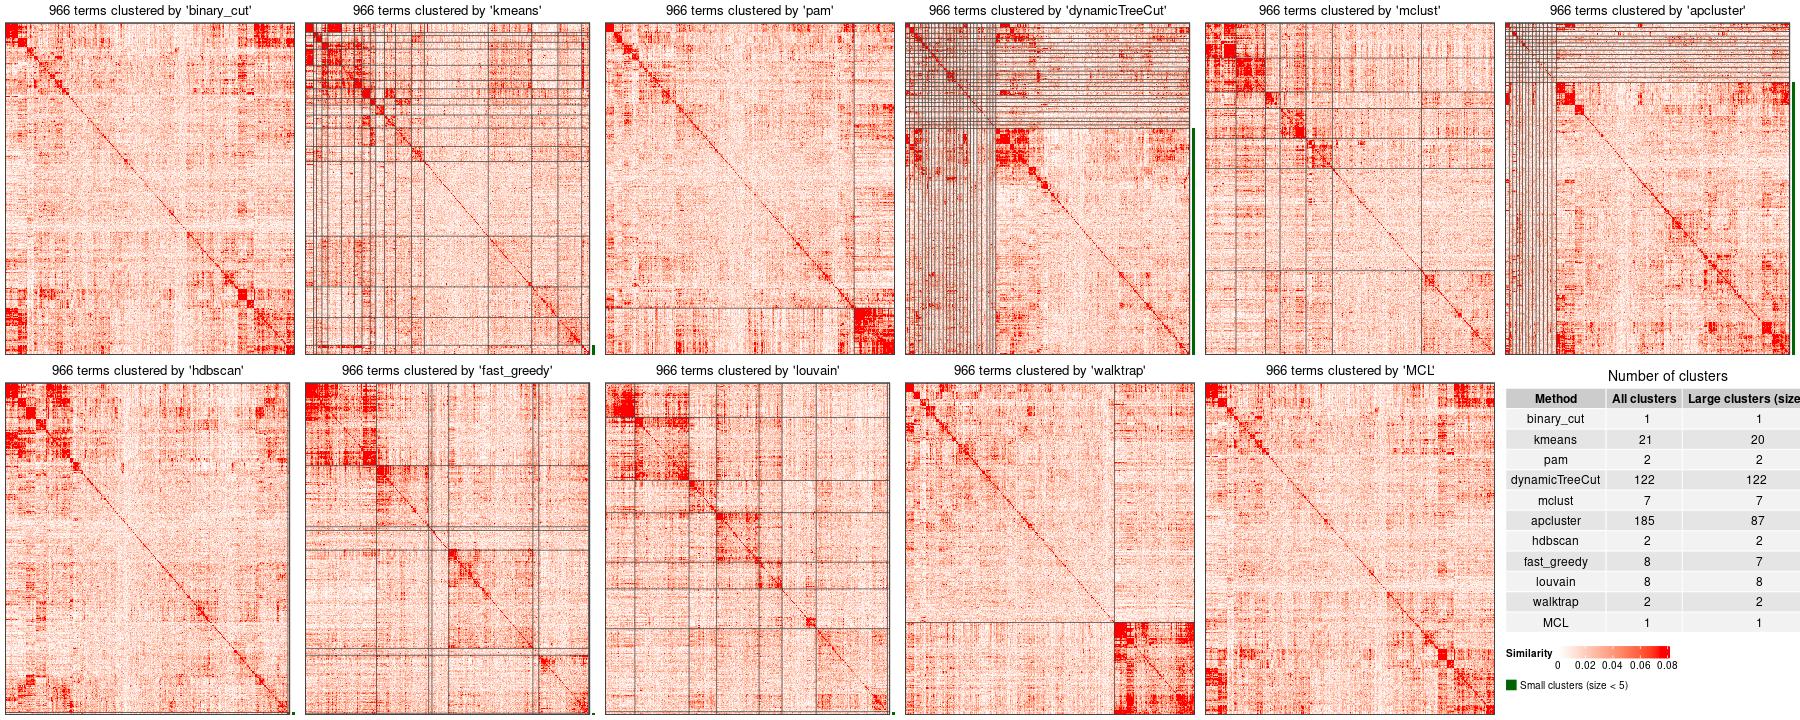 966 terms clustered by 'binary_cut'
966 terms clustered by 'kmeans'
966 terms clustered by 'pam'
966 terms clustered by 'dynamicTreeCut'
966 terms clustered by 'mclust'
966 terms clustered by 'apcluster'
966 terms clustered by 'hdbscan'
966 terms clustered by 'fast_greedy'
966 terms clustered by 'louvain'
966 terms clustered by 'walktrap'
966 terms clustered by 'MCL'
Number of clusters
Method All clusters Large clusters (size
binary_cut 1 1
kmeans 21 20
pam 2 2
dynamicTreeCut 122 122
mclust 7 7
apcluster 185 87
hdbscan 2 2
fast_greedy 8 7
louvain 8 8
walktrap 2 2
MCL 1 1
Similarity
0 0.02 0.04 0.06 0.08
Small clusters (size < 5)